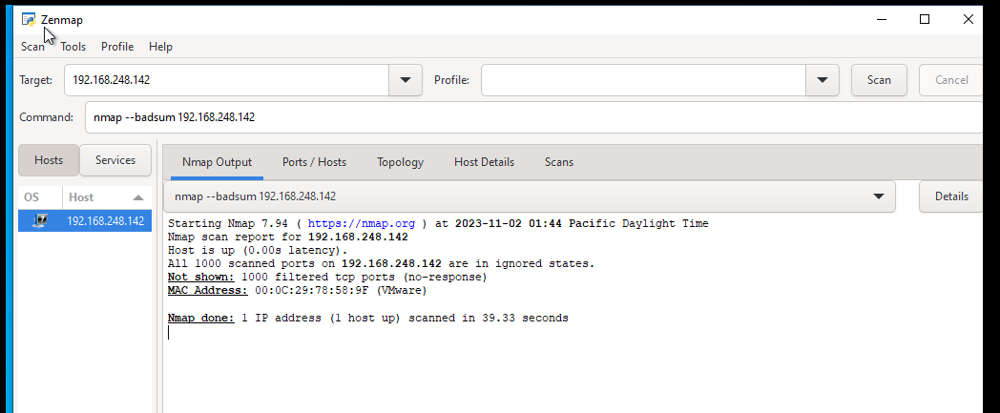 Zenmap
Scan Tools Profile Help
Target: 192.168.248.142 Profile: Scan Cancel
Command: nmap --badsum 192.168.248.142
Hosts Services
Nmap Output Ports / Hosts Topology Host Details Scans
OS Host
nmap --badsum 192.168.248.142 Details
192.168.248.142
Starting Nmap 7.94 ( https://nmap.org ) at 2023-11-02 01:44 Pacific Daylight Time
Nmap scan report for 192.168.248.142
Host is up (0.00s latency).
All 1000 scanned ports on 192.168.248.142 are in ignored states.
Not shown: 1000 filtered tcp ports (no-response)
MAC Address: 00:0C:29:78:58:9F (VMware)
Nmap done: 1 IP address (1 host up) scanned in 39.33 seconds